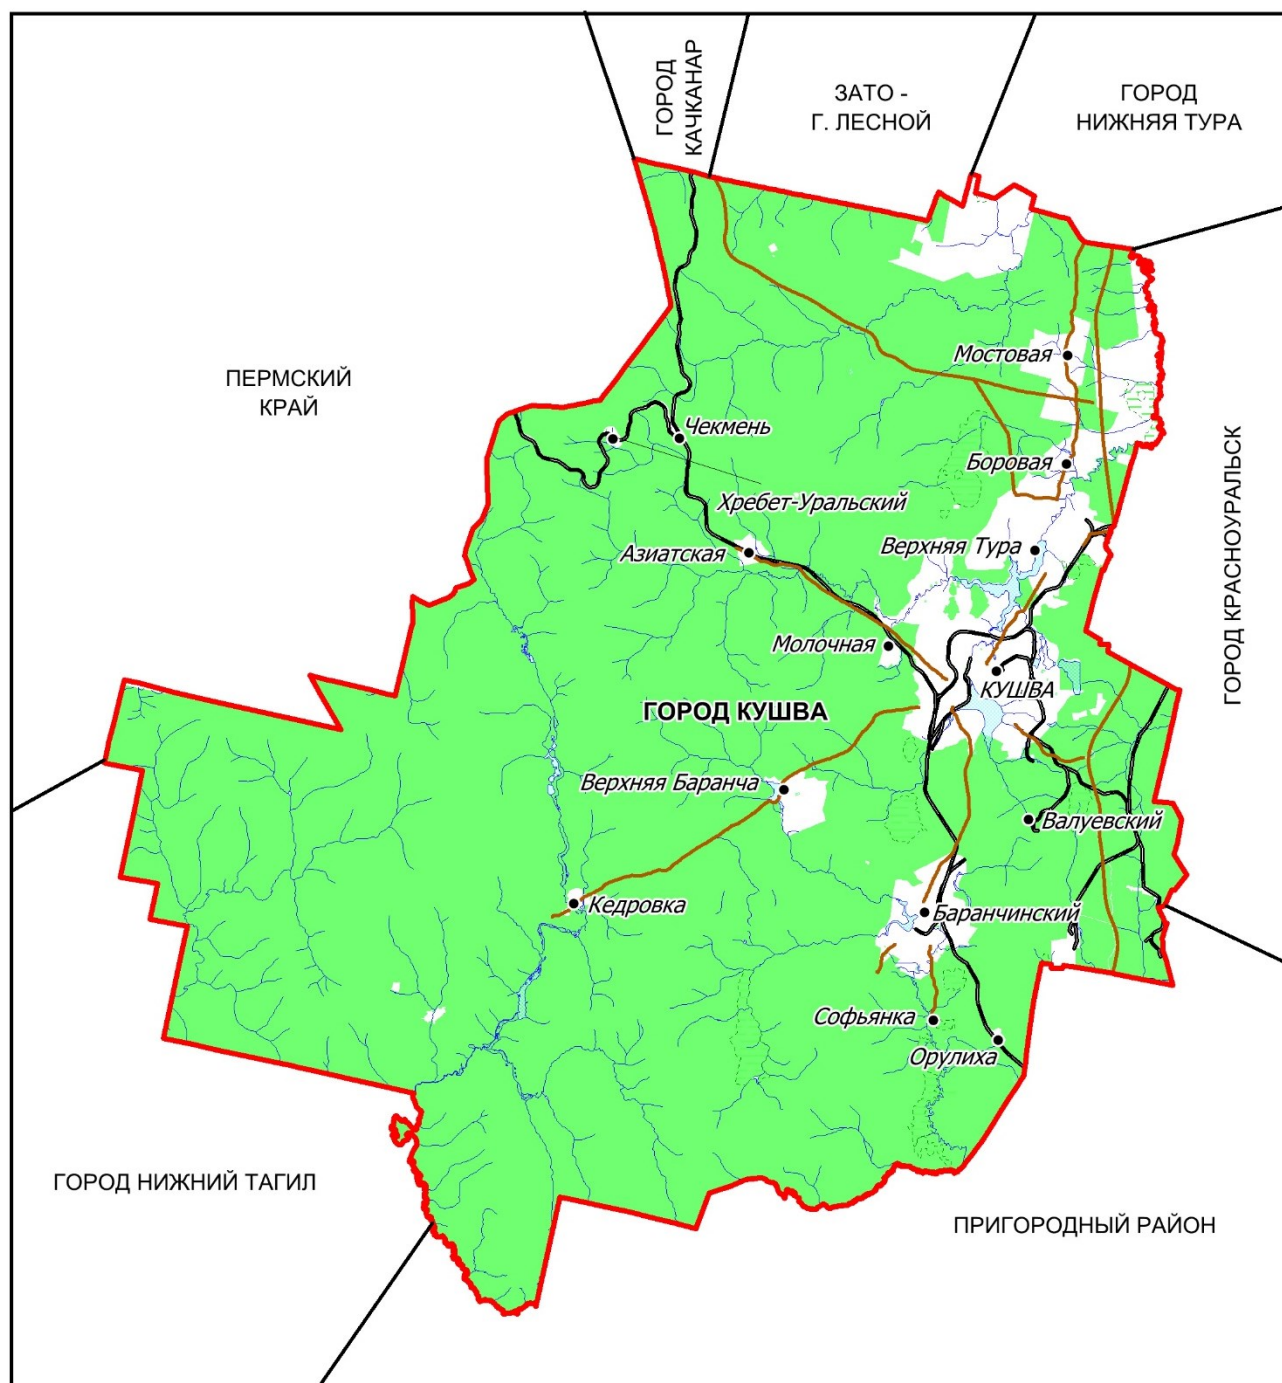 ГОРОД
КАЧКАНАР
ЗАТО -
Г. ЛЕСНОЙ
ГОРОД
НИЖНЯЯ ТУРА
ПЕРМСКИЙ
КРАЙ
Мостовая
Чекмень
Боровая
ГОРОД КРАСНОУРАЛЬСК
Хребет-Уральский
Азиатская
Верхняя Тура
Молочная
КУШВА
ГОРОД КУШВА
Верхняя Баранча
Валуевский
Кедровка
Баранчинский
Софьянка
Орулиха
ГОРОД НИЖНИЙ ТАГИЛ
ПРИГОРОДНЫЙ РАЙОН